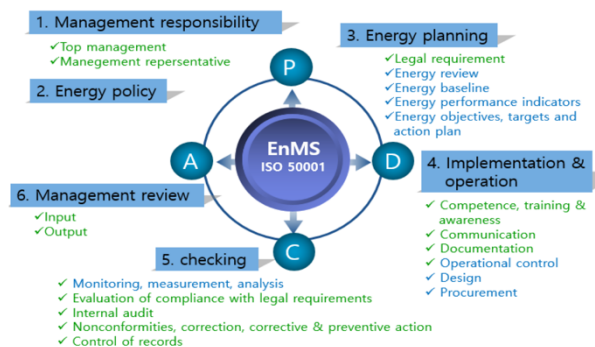 1. Management responsibility
✓Top management
✓Manegement repersentative
2. Energy policy
3. Energy planning
✓Legal requirement
✓Energy review
✓Energy baseline
✓Energy performance indicators
✓Energy objectives, targets and
action plan
P
A
EnMS
ISO 50001
D
C
4. Implementation &
operation
✓Competence, training &
awareness
✓Communication
✓Documentation
✓Operational control
✓Design
✓Procurement
6. Management review
✓Input
✓Output
5. checking
✓ Monitoring, measurement, analysis
✓ Evaluation of compliance with legal requirements
✓ Internal audit
✓ Nonconformities, correction, corrective & preventive action
✓ Control of records